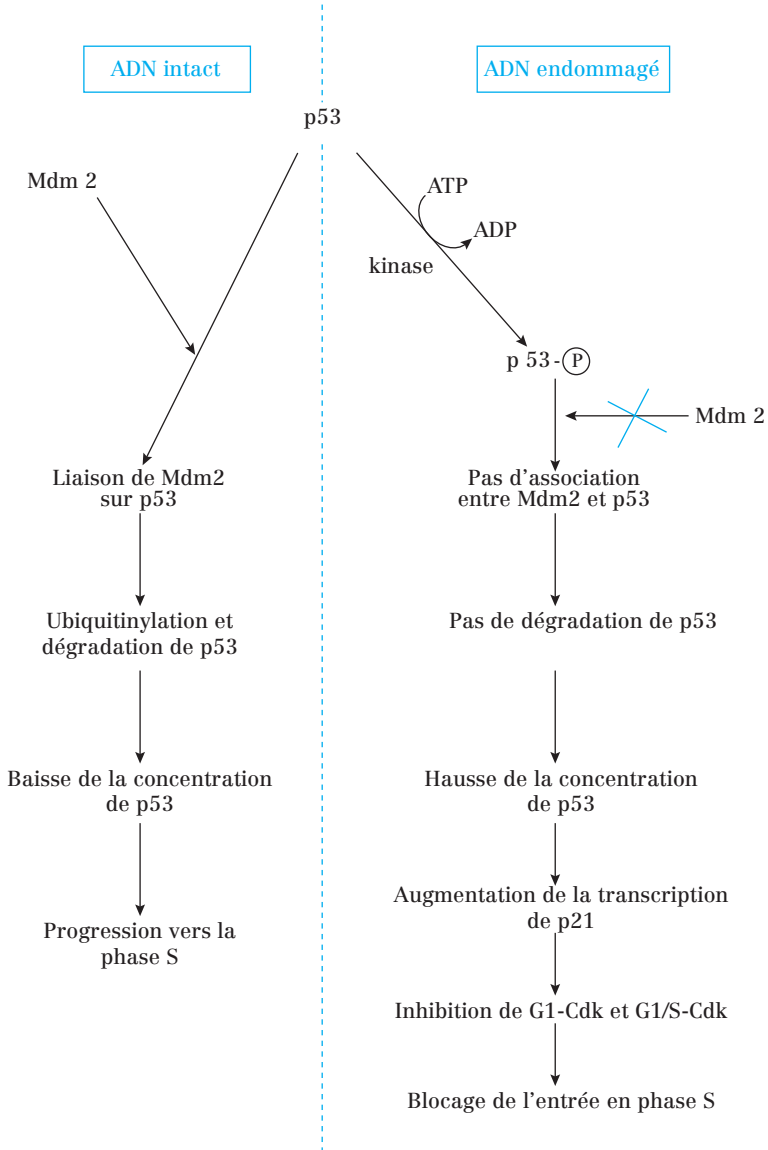 ADN intact
ADN endommagé
p53
Mdm 2
ATP
ADP
kinase
p 53 - P
Mdm 2
Liaison de Mdm2
sur p53
Pas d'association
entre Mdm2 et p53
Ubiquitinylation et
dégradation de p53
Pas de dégradation de p53
Baisse de la concentration
de p53
Hausse de la concentration
de p53
Augmentation de la transcription
de p21
Progression vers la
phase S
Inhibition de G1-Cdk et G1/S-Cdk
Blocage de l'entrée en phase S